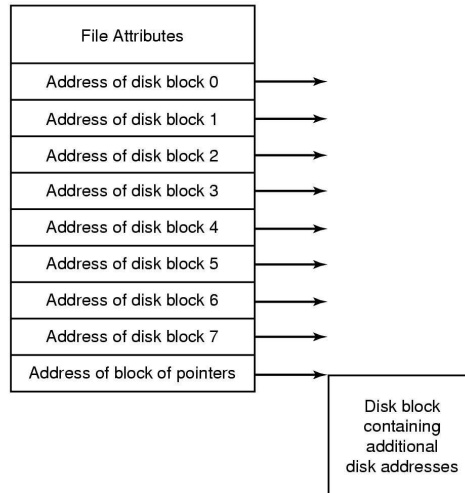 File Attributes
Address of disk block 0
Address of disk block 1
Address of disk block 2
Address of disk block 3
Address of disk block 4
Address of disk block 5
Address of disk block 6
Address of disk block 7
Address of block of pointers
Disk block
containing
additional
disk addresses